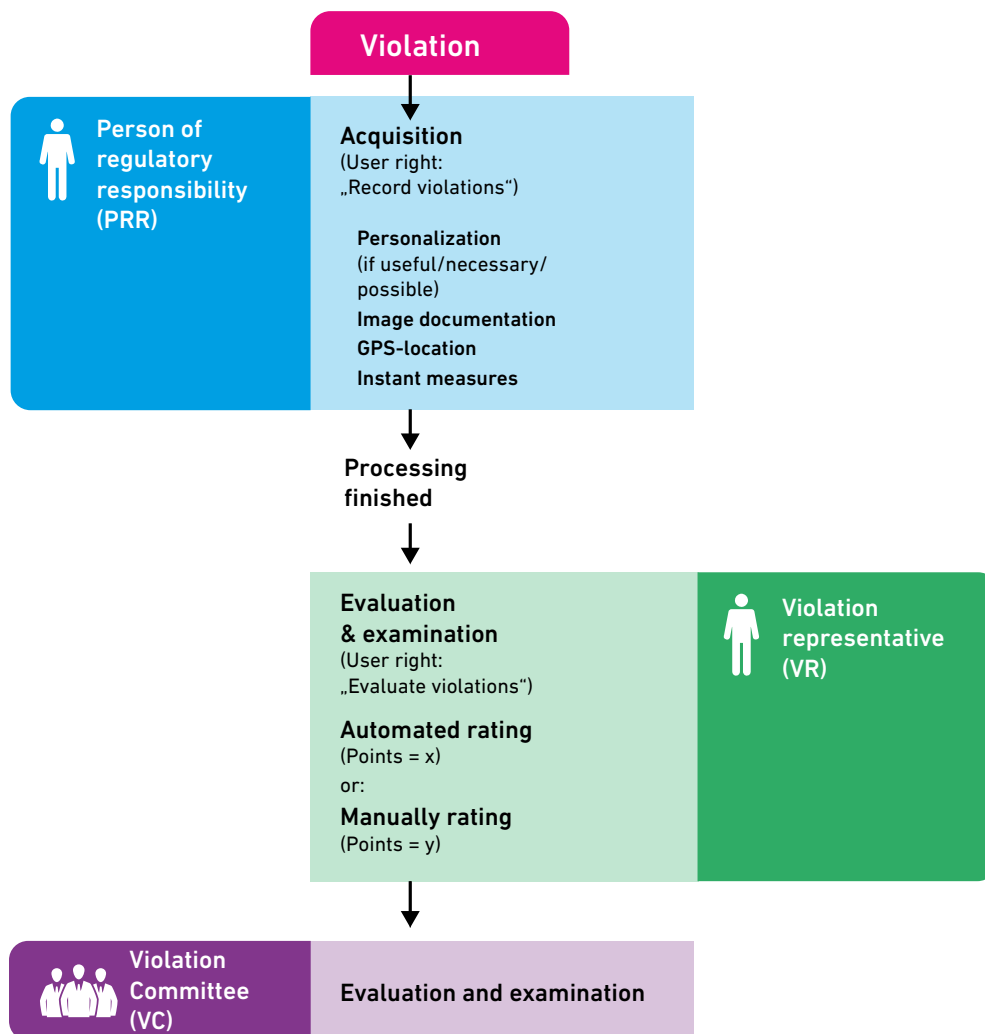 Violation
Person of
regulatory
responsibility
(PRR)
Acquisition
(User right:
„Record violations“)
Personalization
(if useful/necessary/
possible)
Image documentation
GPS-location
Instant measures
Processing
finished
Evaluation
& examination
(User right:
„Evaluate violations“)
Automated rating
(Points = x)
or:
Manually rating
(Points = y)
Violation
representative
(VR)
Violation
Committee
(VC)
Evaluation and examination